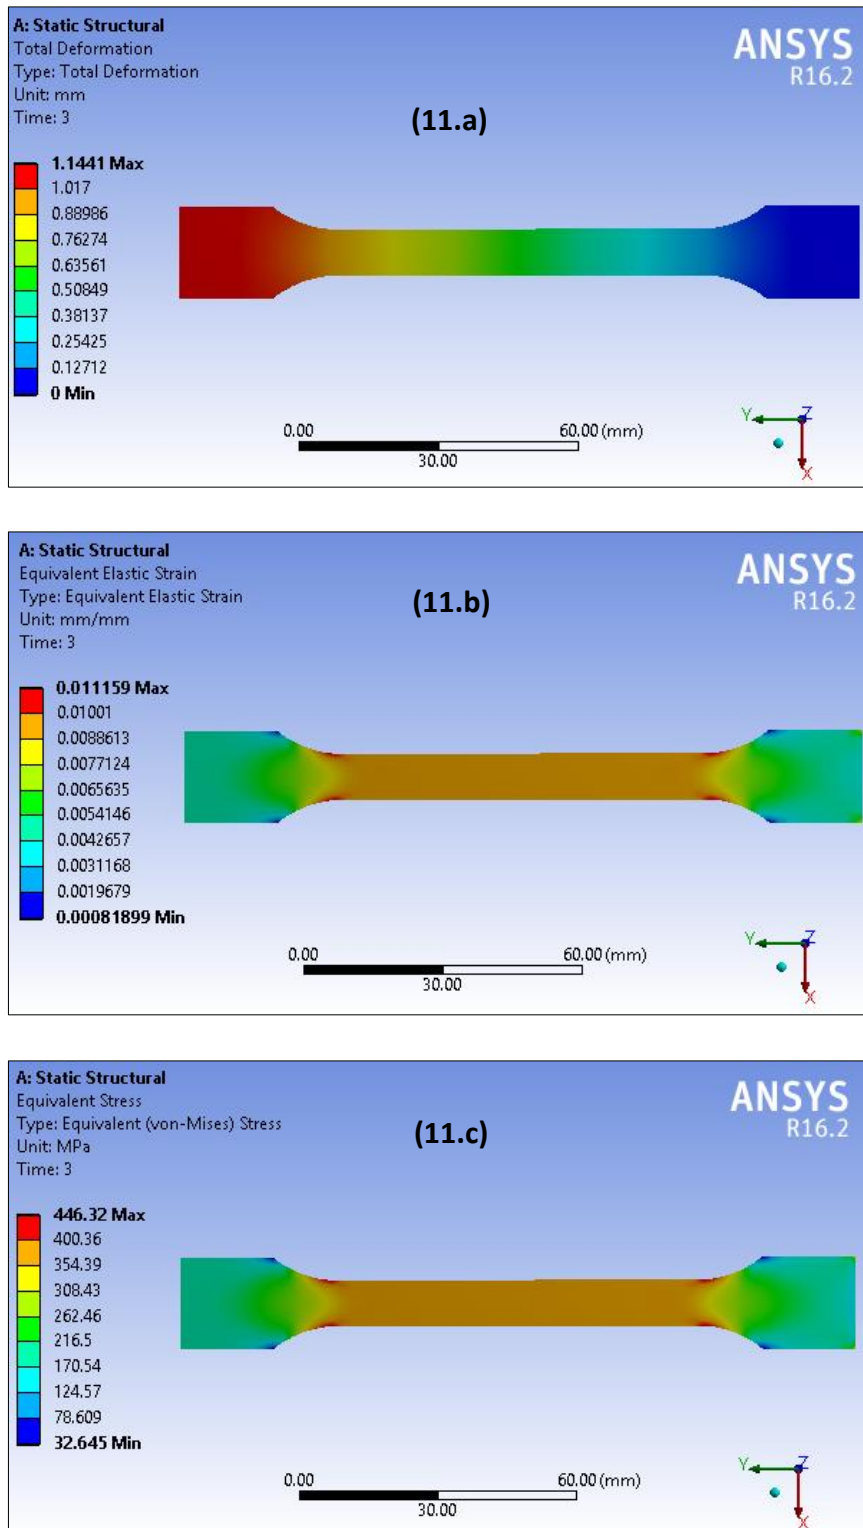 A: Static Structural
Total Deformation
Type: Total Deformation
Unit: mm
Time: 3
ANSYS
R16.2
(11.a)
1.1441 Max
1.017
0.88986
0.76274
0.63561
0.50849
0.38137
0.25425
0.12712
0 Min
0.00
60.00 (mm)
30.00
Y
Z
X
A: Static Structural
Equivalent Elastic Strain
Type: Equivalent Elastic Strain
Unit: mm/mm
Time: 3
ANSYS
R16.2
(11.b)
0.011159 Max
0.01001
0.0088613
0.0077124
0.0065635
0.0054146
0.0042657
0.0031168
0.0019679
0.00081899 Min
0.00
60.00 (mm)
30.00
Y
Z
X
A: Static Structural
Equivalent Stress
Type: Equivalent (von-Mises) Stress
Unit: MPa
Time: 3
ANSYS
R16.2
(11.c)
446.32 Max
400.36
354.39
308.43
262.46
216.5
170.54
124.57
78.609
32.645 Min
0.00
60.00 (mm)
30.00
Y
Z
X